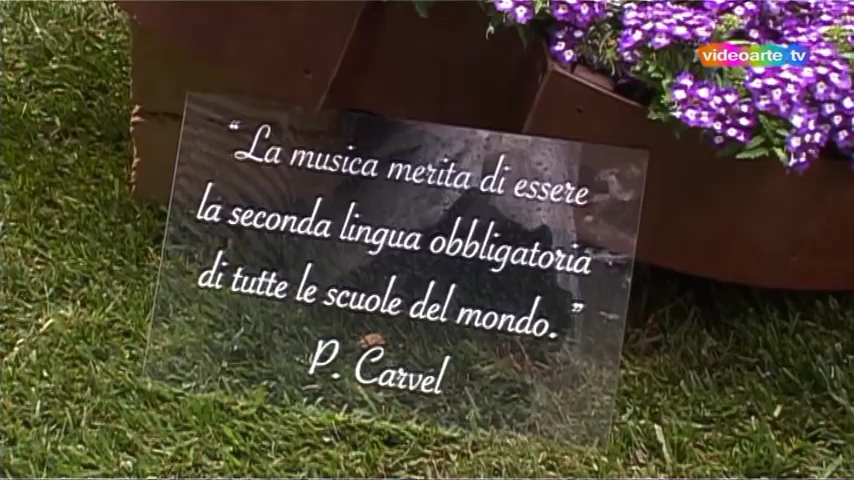 videoarte tv
“La musica merita di essere
la seconda lingua obbligatoria
di tutte le scuole del mondo.”
P. Carvel